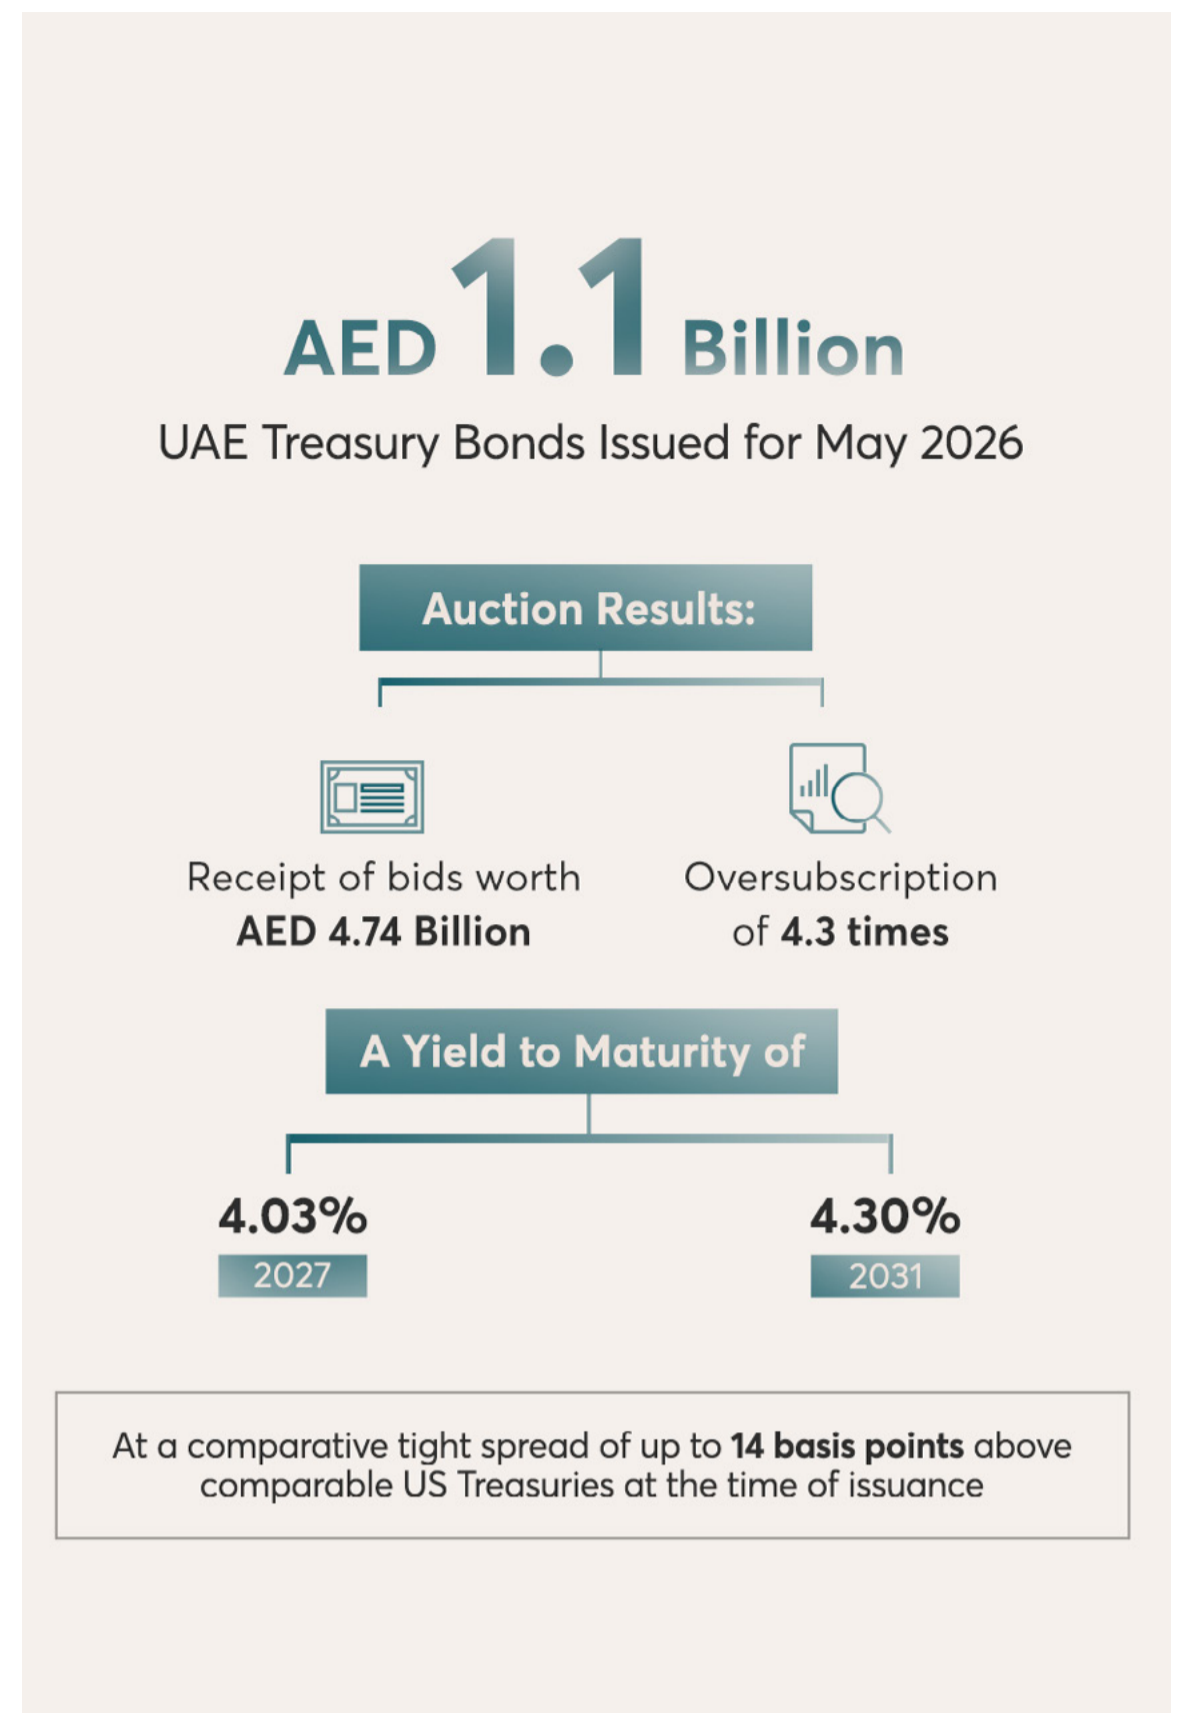 AED 1.1 Billion
UAE Treasury Bonds Issued for May 2026
Auction Results:
Receipt of bids worth
AED 4.74 Billion
Oversubscription
of 4.3 times
A Yield to Maturity of
4.03%
2027
4.30%
2031
At a comparative tight spread of up to 14 basis points above
comparable US Treasuries at the time of issuance